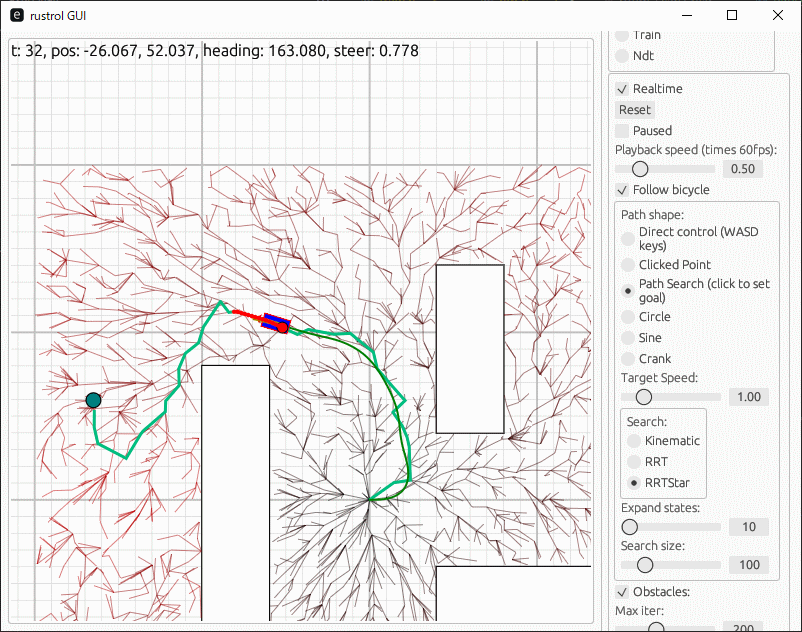 rustrol GUI
t: 32, pos: -26.067, 52.037, heading: 163.080, steer: 0.778
Train
Ndt
Realtime
Reset
Paused
Playback speed (times 60fps):
0.50
Follow bicycle
Path shape:
Direct control (WASD
keys)
Clicked Point
Path Search (click to set
goal)
Circle
Sine
Crank
Target Speed:
1.00
Search:
Kinematic
RRT
RRTStar
Expand states:
10
Search size:
100
Obstacles:
Max iter:
200